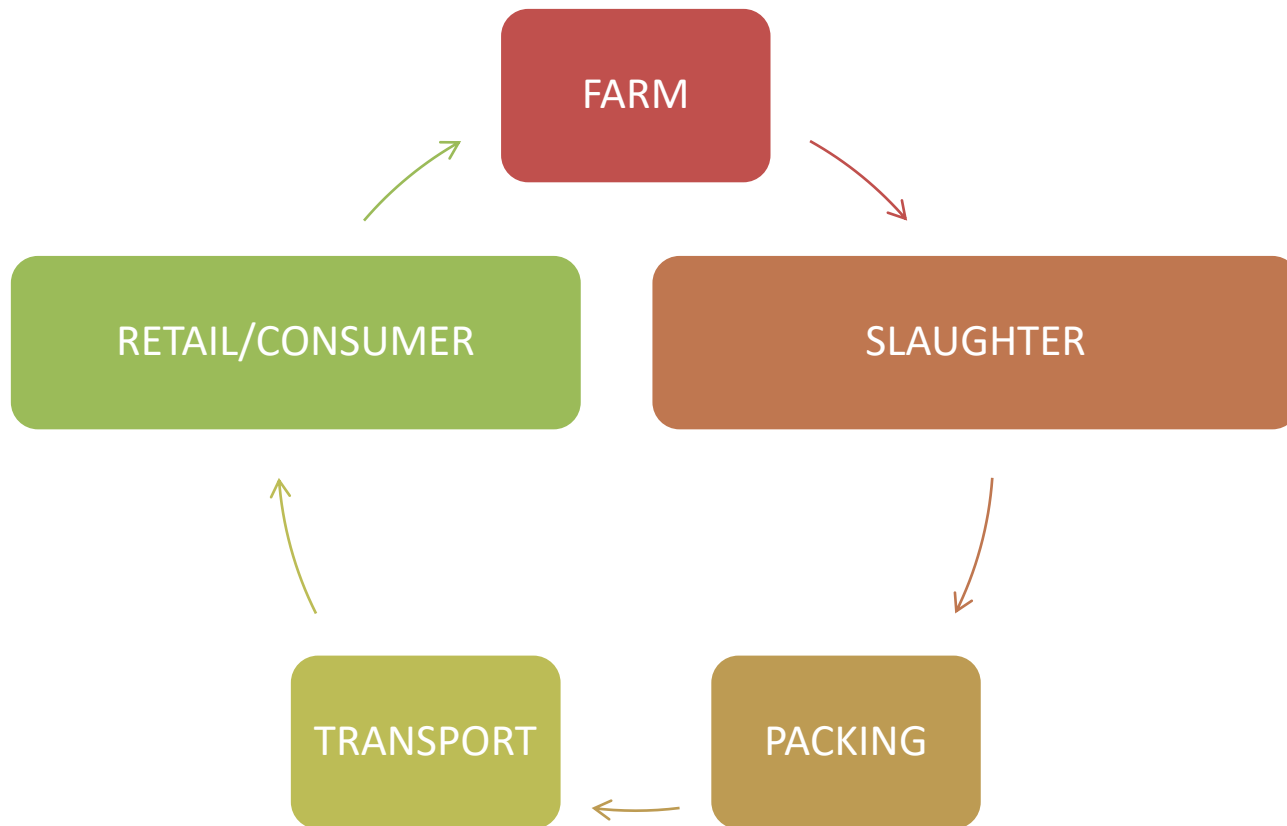 FARM
RETAIL/CONSUMER
SLAUGHTER
TRANSPORT
PACKING